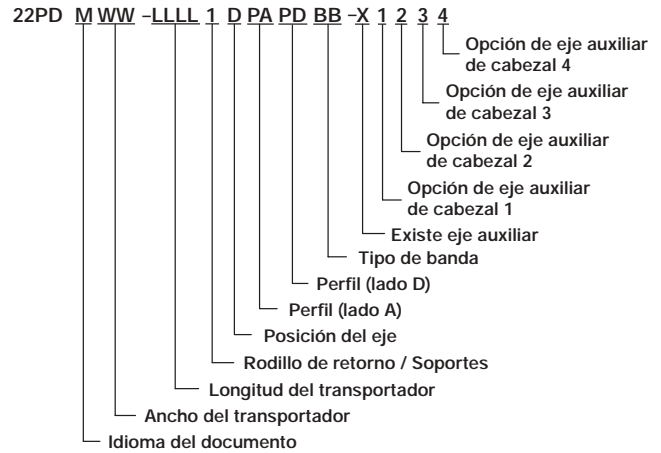 22PD M WW -LLLL 1 D PA PD BB -X 1 2 3 4
Opción de eje auxiliar
de cabezal 4
Opción de eje auxiliar
de cabezal 3
Opción de eje auxiliar
de cabezal 2
Opción de eje auxiliar
de cabezal 1
Existe eje auxiliar
Tipo de banda
Perfil (lado D)
Perfil (lado A)
Posición del eje
Rodillo de retorno / Soportes
Longitud del transportador
Ancho del transportador
Idioma del documento